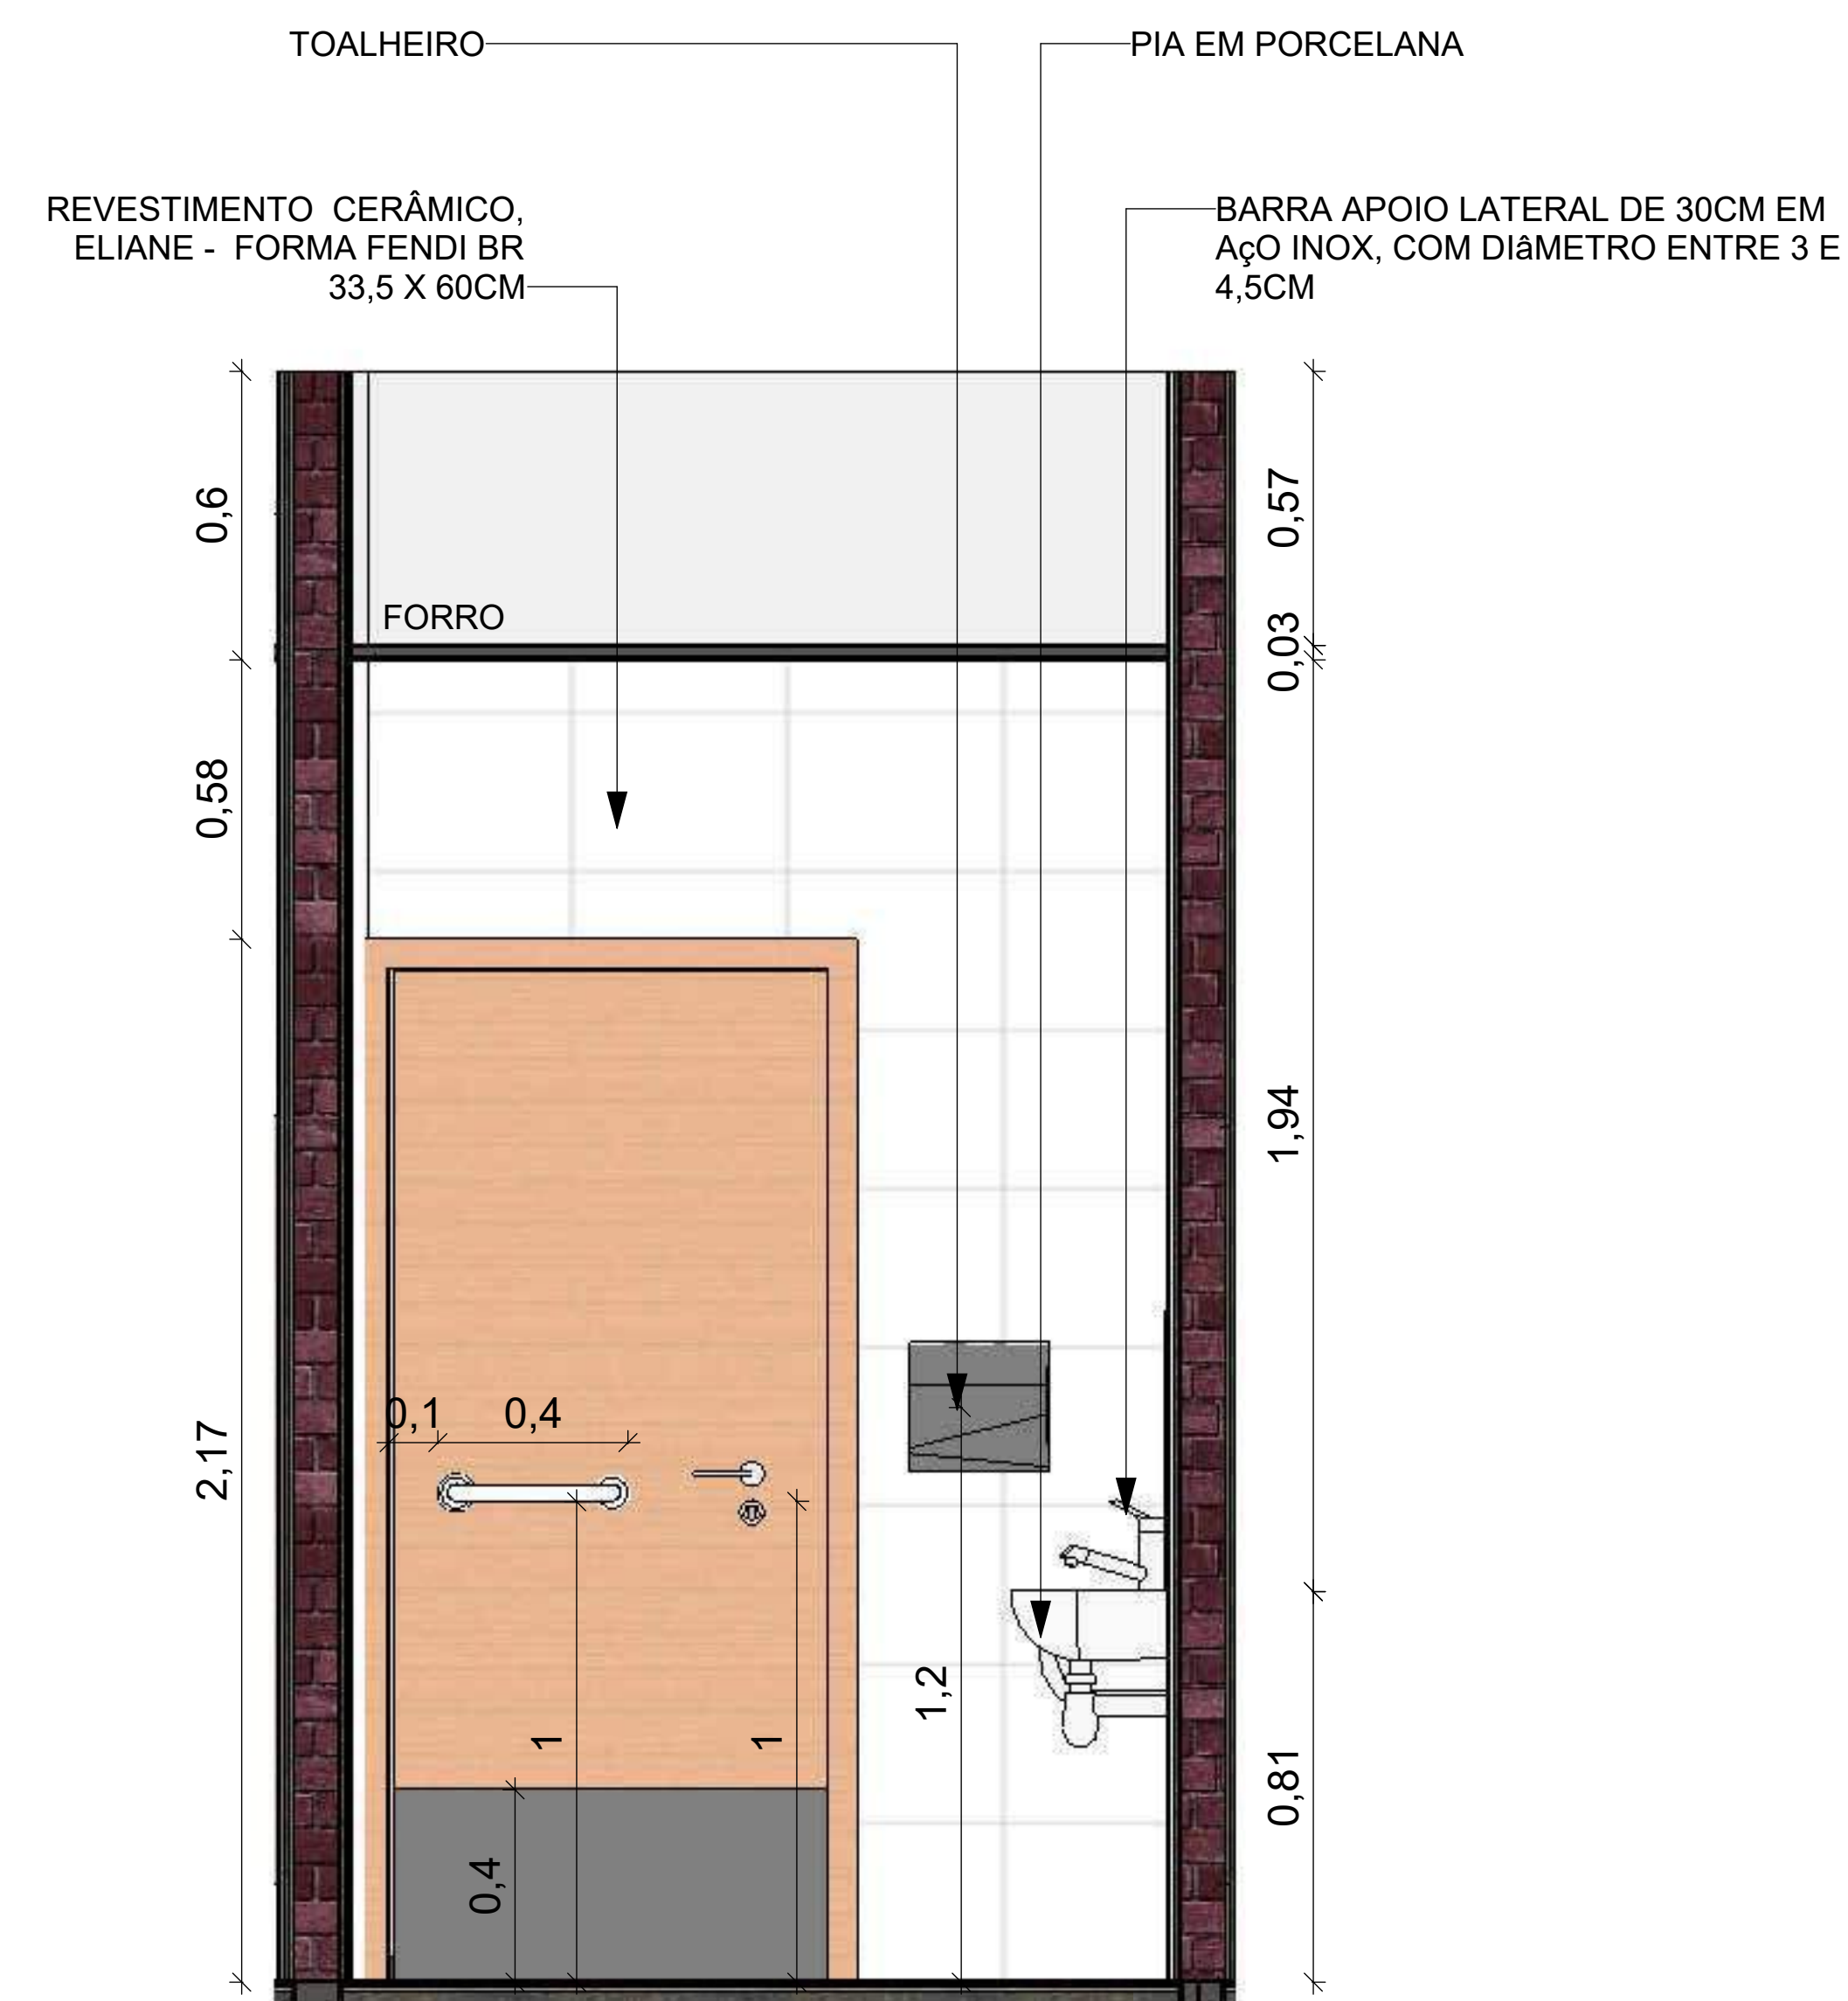 TOALHEIRO
PIA EM PORCELANA
REVESTIMENTO  CERÂMICO,
ELIANE -  FORMA FENDI BR
33,5 X 60CM
BARRA APOIO LATERAL DE 30CM EM
AçO INOX, COM DIâMETRO ENTRE 3 E
4,5CM
0,6
0,57
FORRO
0,03
0,58
1,94
2,17
0,1
0,4
1
1
1,2
0,81
0,4